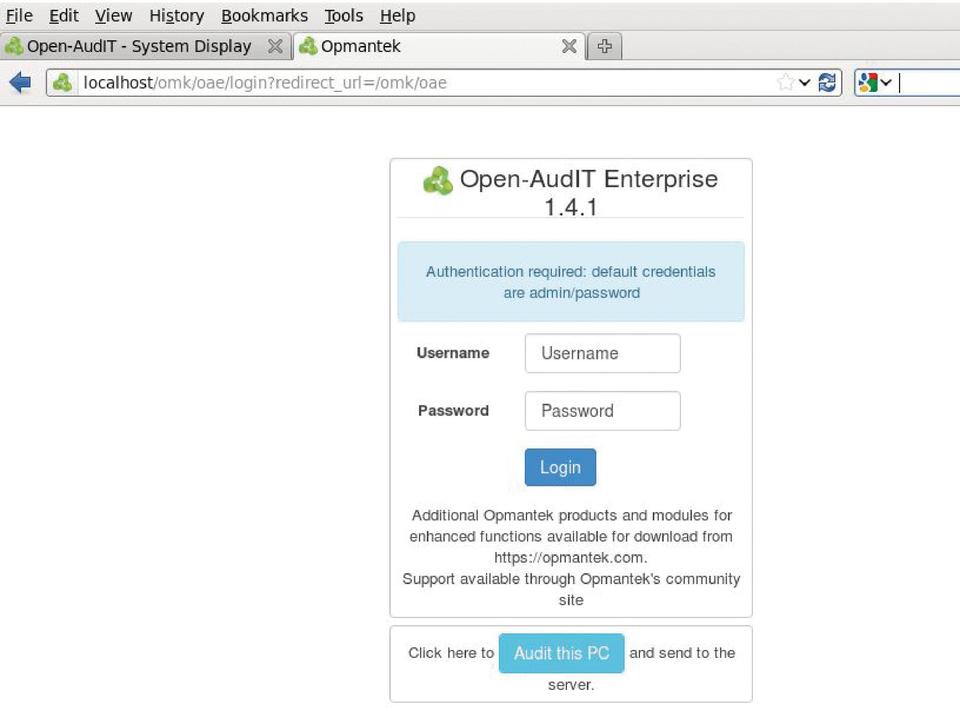 File Edit View History Bookmarks Tools Help
Open-AudIT - System Display
Opmantek
localhost/omk/oae/login?redirect_url=/omk/oae
Open-AudIT Enterprise
1.4.1
Authentication required: default credentials
are admin/password
Username Username
Password Password
Login
Additional Opmantek products and modules for
enhanced functions available for download from
https://opmantek.com.
Support available through Opmantek's community
site
Click here to Audit this PC and send to the
server.